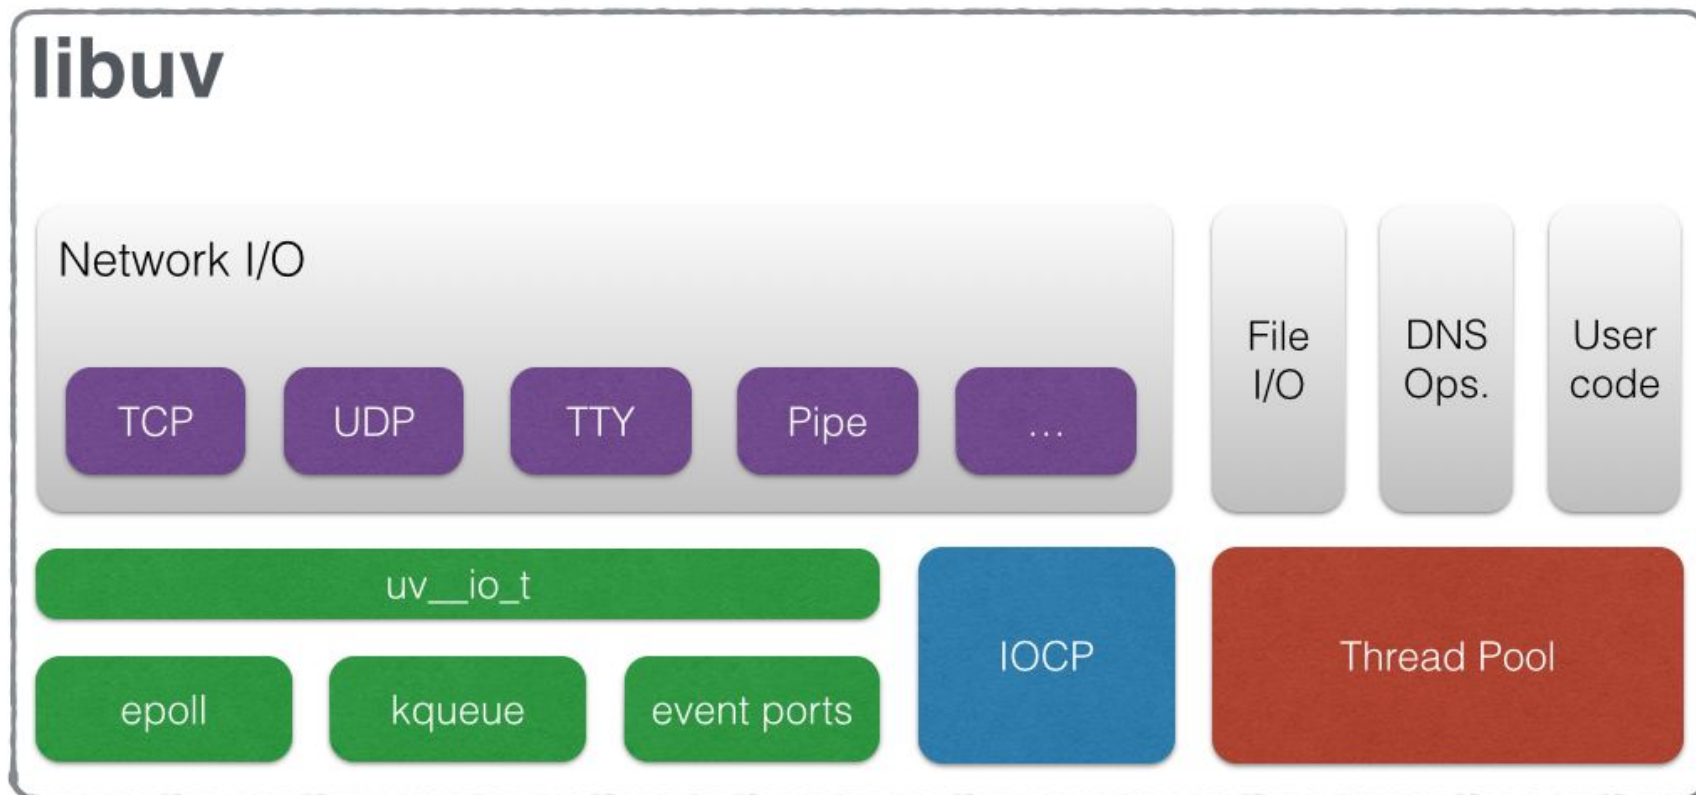 libuv
Network I/O
TCP
UDP
TTY
Pipe
...
File
I/O
DNS
Ops.
User
code
uv__io_t
epoll
kqueue
event ports
IOCP
Thread Pool